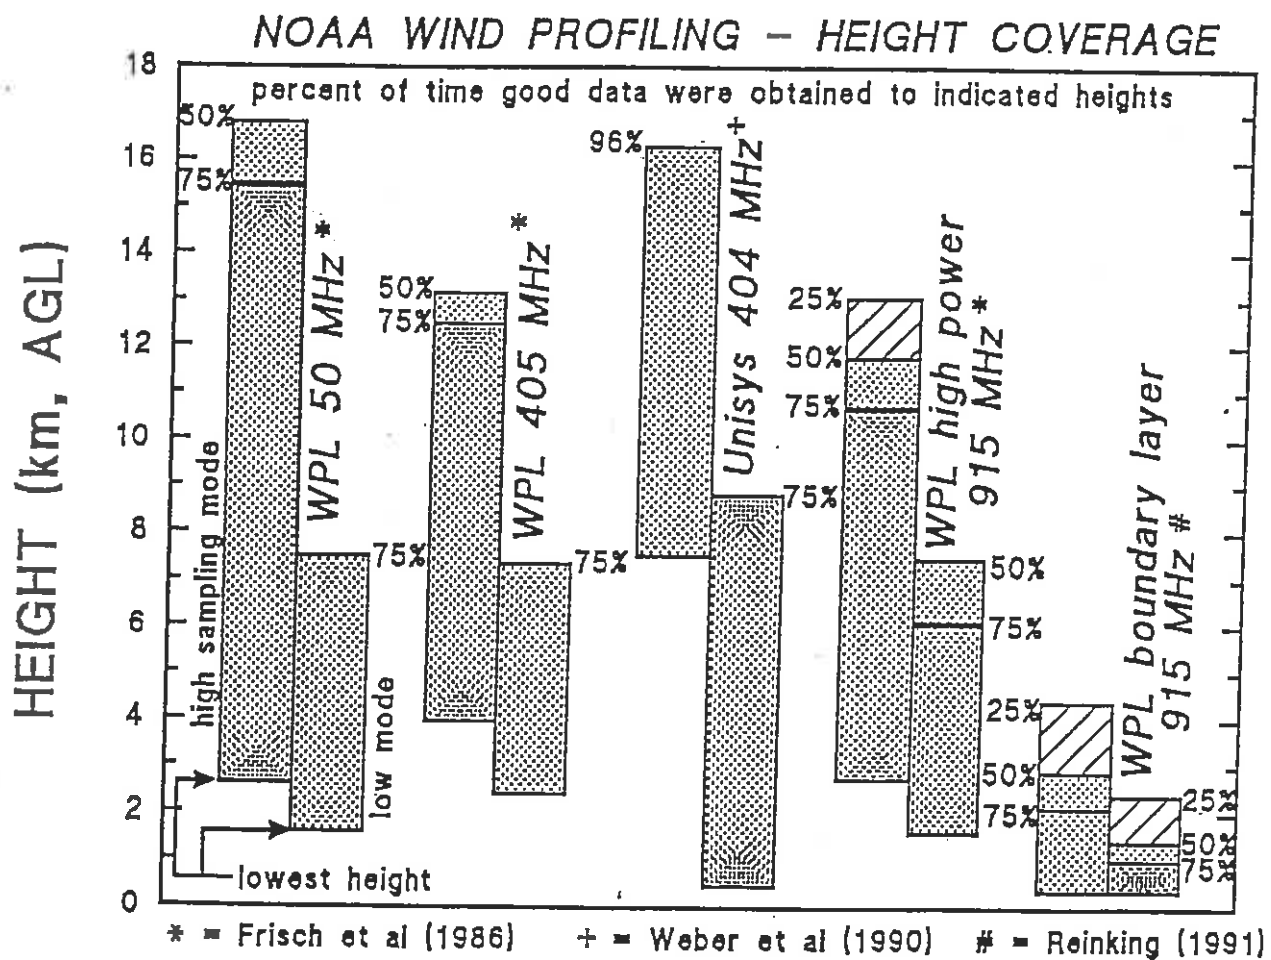 NOAA WIND PROFILING – HEIGHT COVERAGE
percent of time good data were obtained to indicated heights
HEIGHT (km, AGL)
18
16
14
12
10
8
6
4
2
0
50%
75%
WPL 50 MHz *
high sampling mode
75%
low mode
lowest height
50%
75%
WPL 405 MHz *
75%
96%
Unisys 404 MHz+
75%
25%
50%
75%
WPL high power
915 MHz *
50%
75%
25%
50%
75%
WPL boundary layer
915 MHz #
25%
50%
75%
* = Frisch et al (1986)
+ = Weber et al (1990)
# = Reinking (1991)